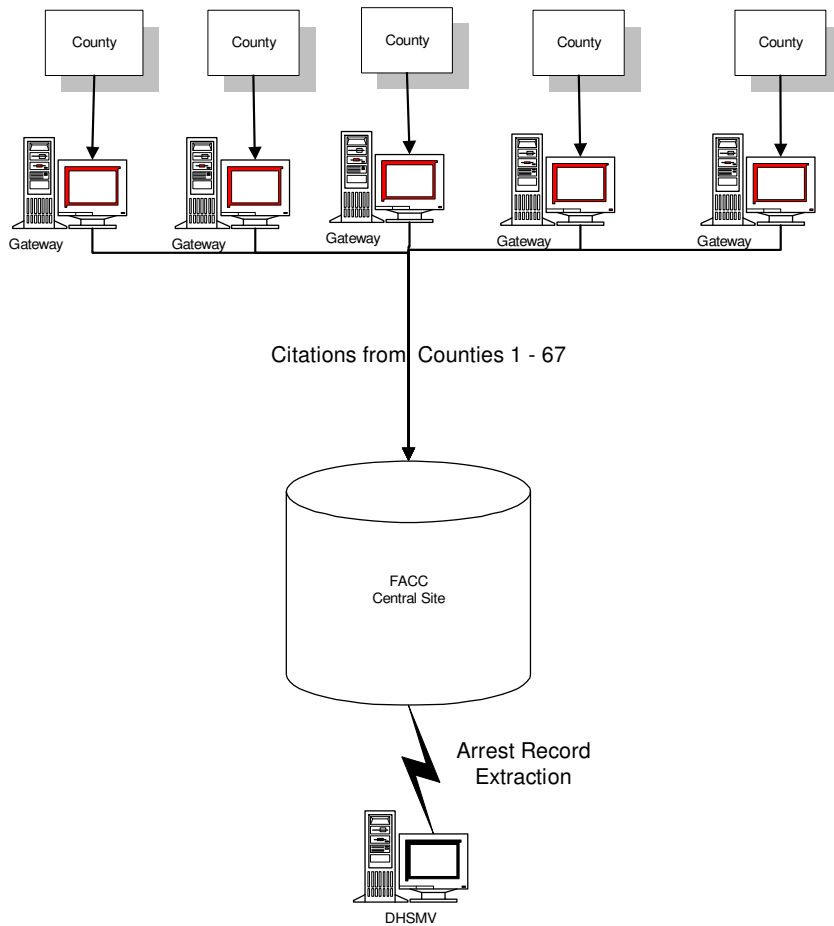 County
County
County
County
County
Gateway
Gateway
Gateway
Gateway
Gateway
Citations from Counties 1 - 67
FACC
Central Site
Arrest Record
Extraction
DHSMV